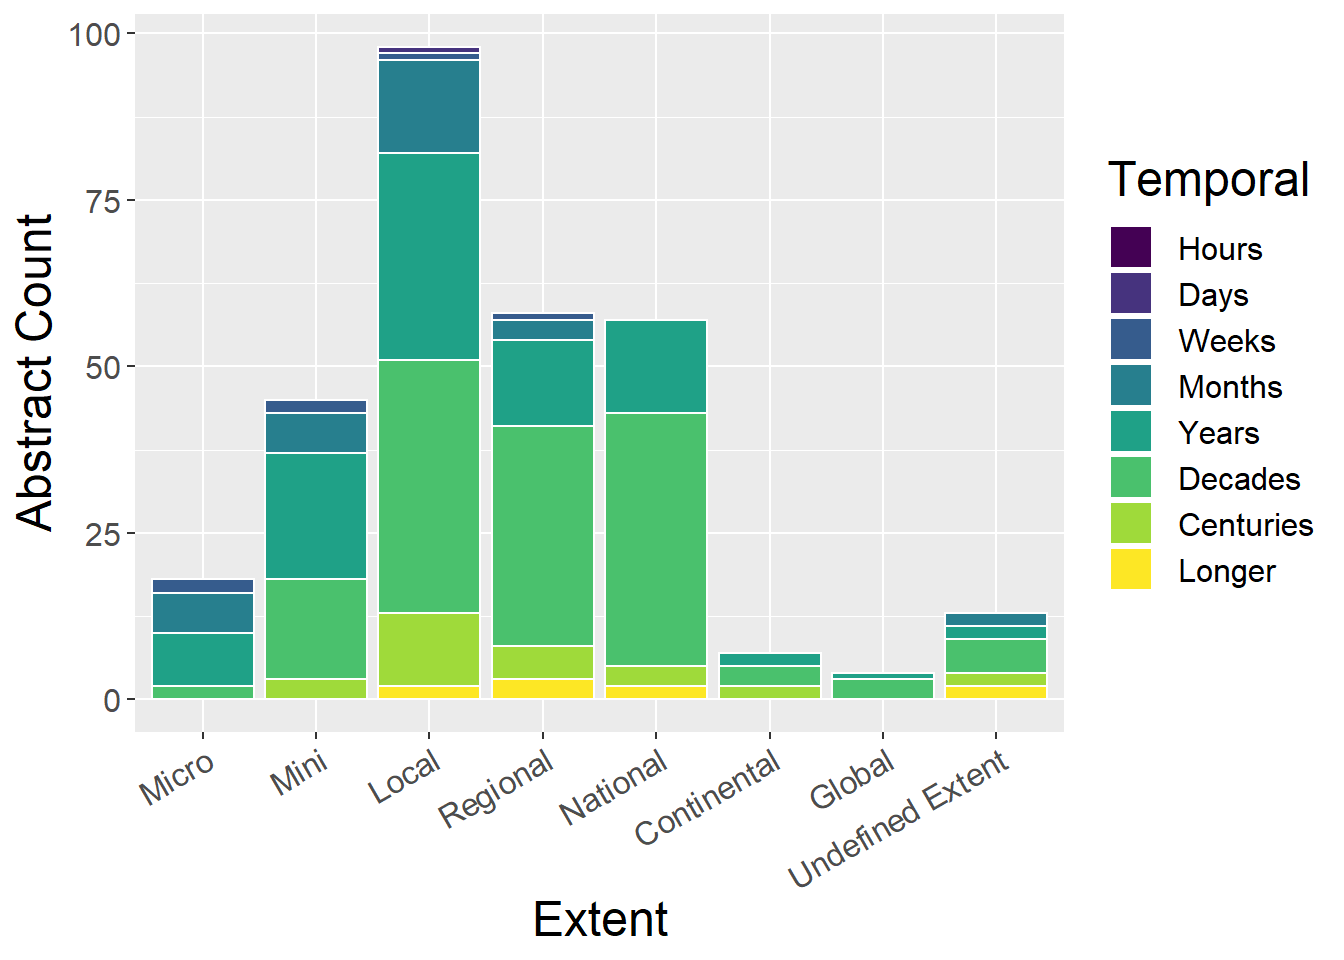 100
75
50
25
0
Abstract Count
Micro
Mini
Local
Regional
National
Continental
Global
Undefined Extent
Extent
Temporal
Hours
Days
Weeks
Months
Years
Decades
Centuries
Longer